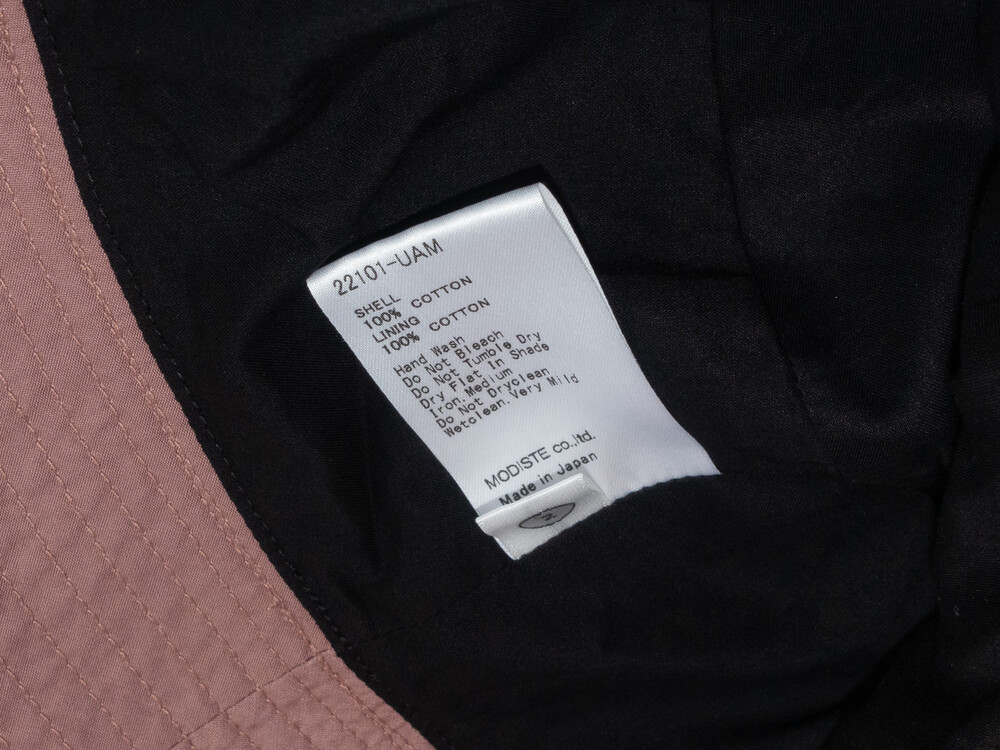 22101-UAM
SHELL
100% COTTON
LINING
100% COTTON
Hand Wash
Do Not Bleach
Do Not Tumble Dry
Dry Flat In Shade
Iron. Medium
Do Not Dryclean
Wetclean. Very Mild
MODISTE co.,ltd.
Made in Japan
2